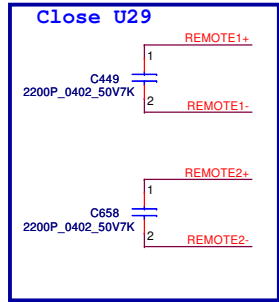 Close U29
REMOTE1+
1
C449
2200P_0402_50V7K
2
REMOTE1-
REMOTE2+
1
C658
2200P_0402_50V7K
2
REMOTE2-